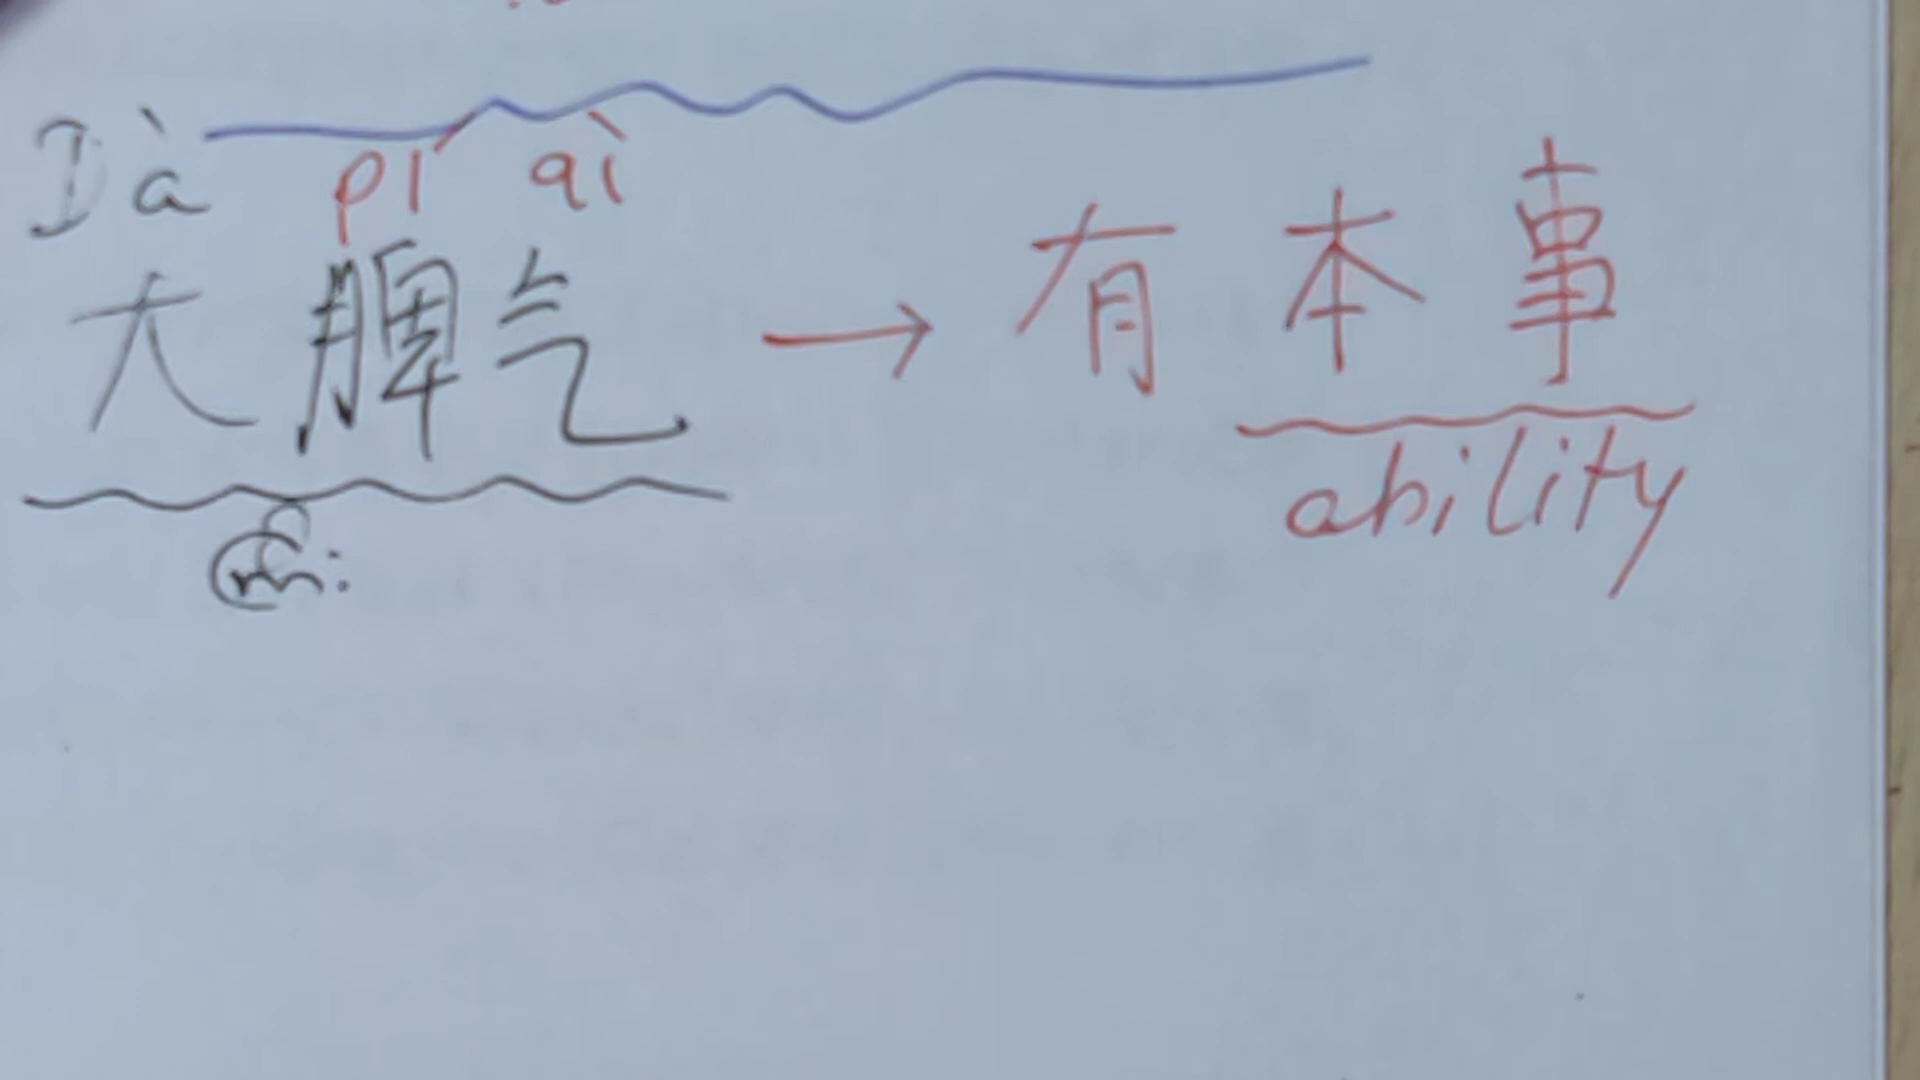 Dà pí qì
大脾气 → 有本事
ability